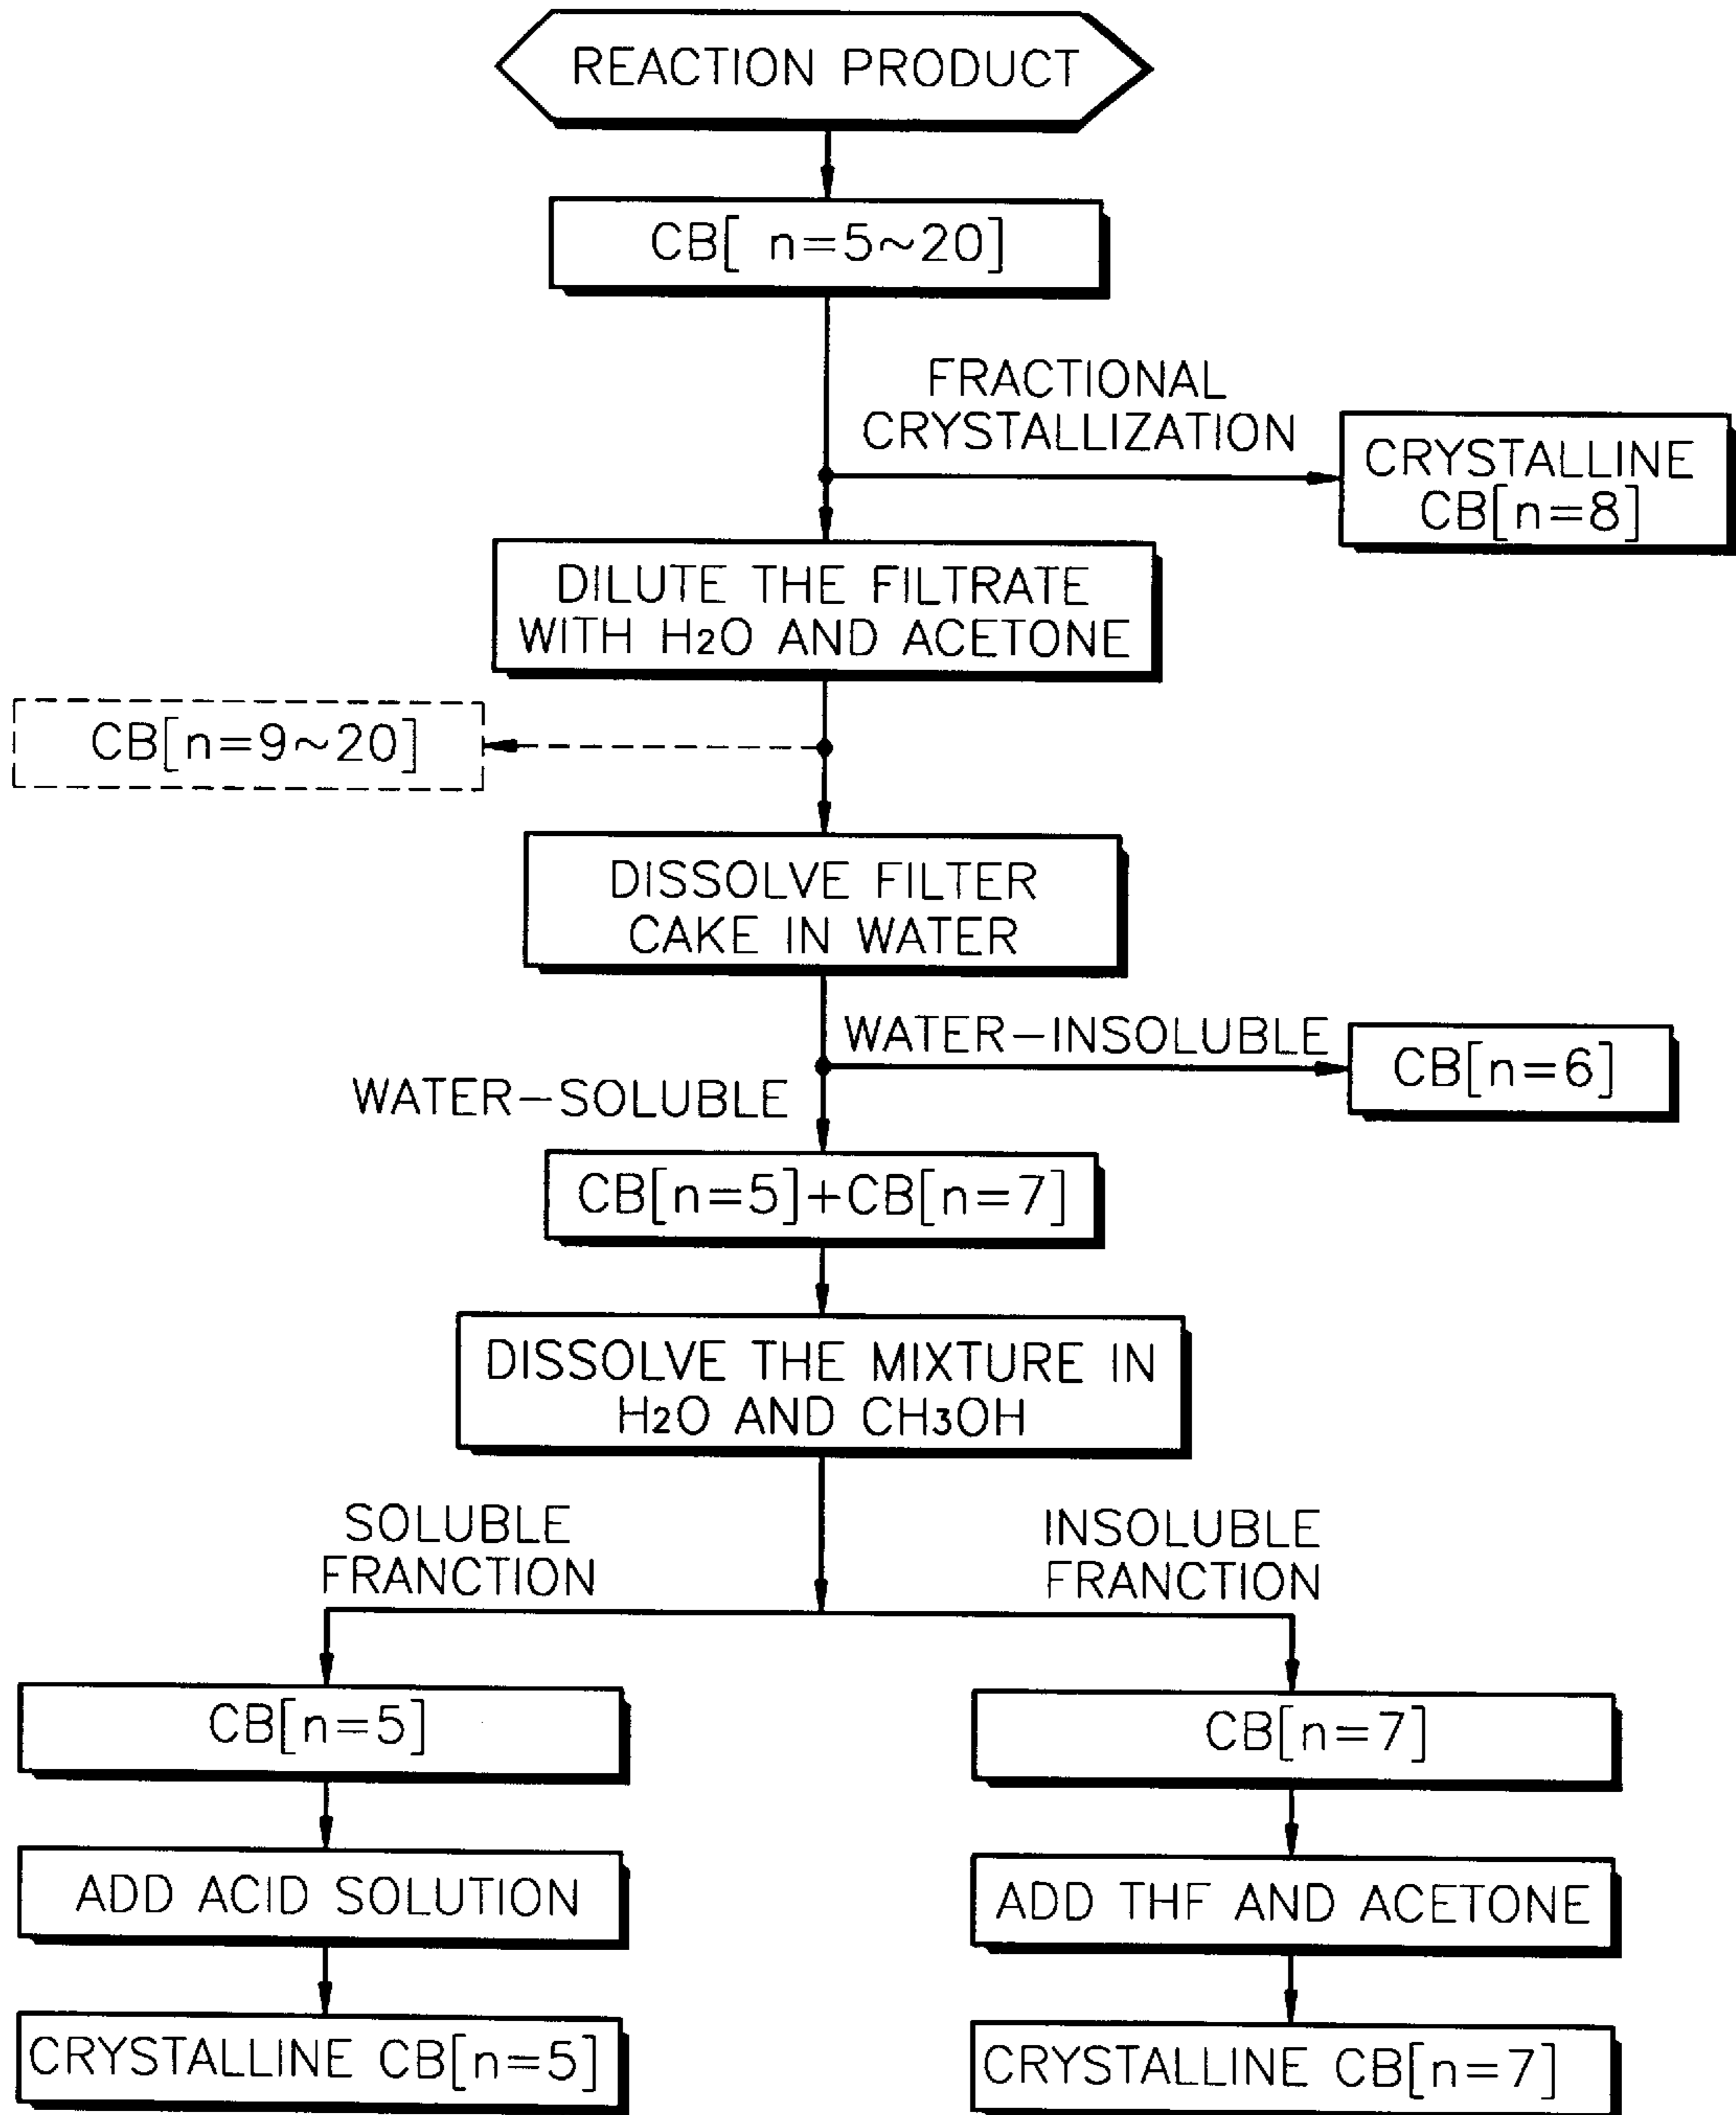 REACTION PRODUCT
CB[ n=5~20]
FRACTIONAL
CRYSTALLIZATION
CRYSTALLINE
CB[n=8]
DILUTE THE FILTRATE
WITH H2O AND ACETONE
CB[n=9~20]
DISSOLVE FILTER
CAKE IN WATER
WATER-INSOLUBLE
CB[n=6]
WATER-SOLUBLE
CB[n=5]+CB[n=7]
DISSOLVE THE MIXTURE IN
H2O AND CH3OH
SOLUBLE
FRANCTION
INSOLUBLE
FRANCTION
CB[n=5]
CB[n=7]
ADD ACID SOLUTION
ADD THF AND ACETONE
CRYSTALLINE CB[n=5]
CRYSTALLINE CB[n=7]